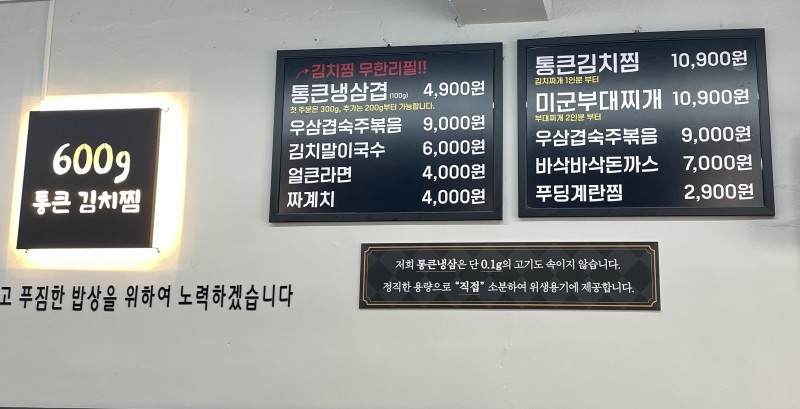 600g
통큰 김치찜
고 푸짐한 밥상을 위하여 노력하겠습니다
김치찜 무한리필!!
통큰냉삼겹 (100g) 4,900원
첫 주문은 300g, 추가는 200g부터 가능합니다.
우삼겹숙주볶음 9,000원
김치말이국수 6,000원
얼큰라면 4,000원
짜계치 4,000원
통큰김치찜 10,900원
김치찌개 1인분 부터
미군부대찌개 10,900원
부대찌개 2인분 부터
우삼겹숙주볶음 9,000원
바삭바삭돈까스 7,000원
푸딩계란찜 2,900원
저희 통큰냉삼은 단 0.1g의 고기도 속이지 않습니다.
정직한 용량으로 “직접” 소분하여 위생용기에 제공합니다.